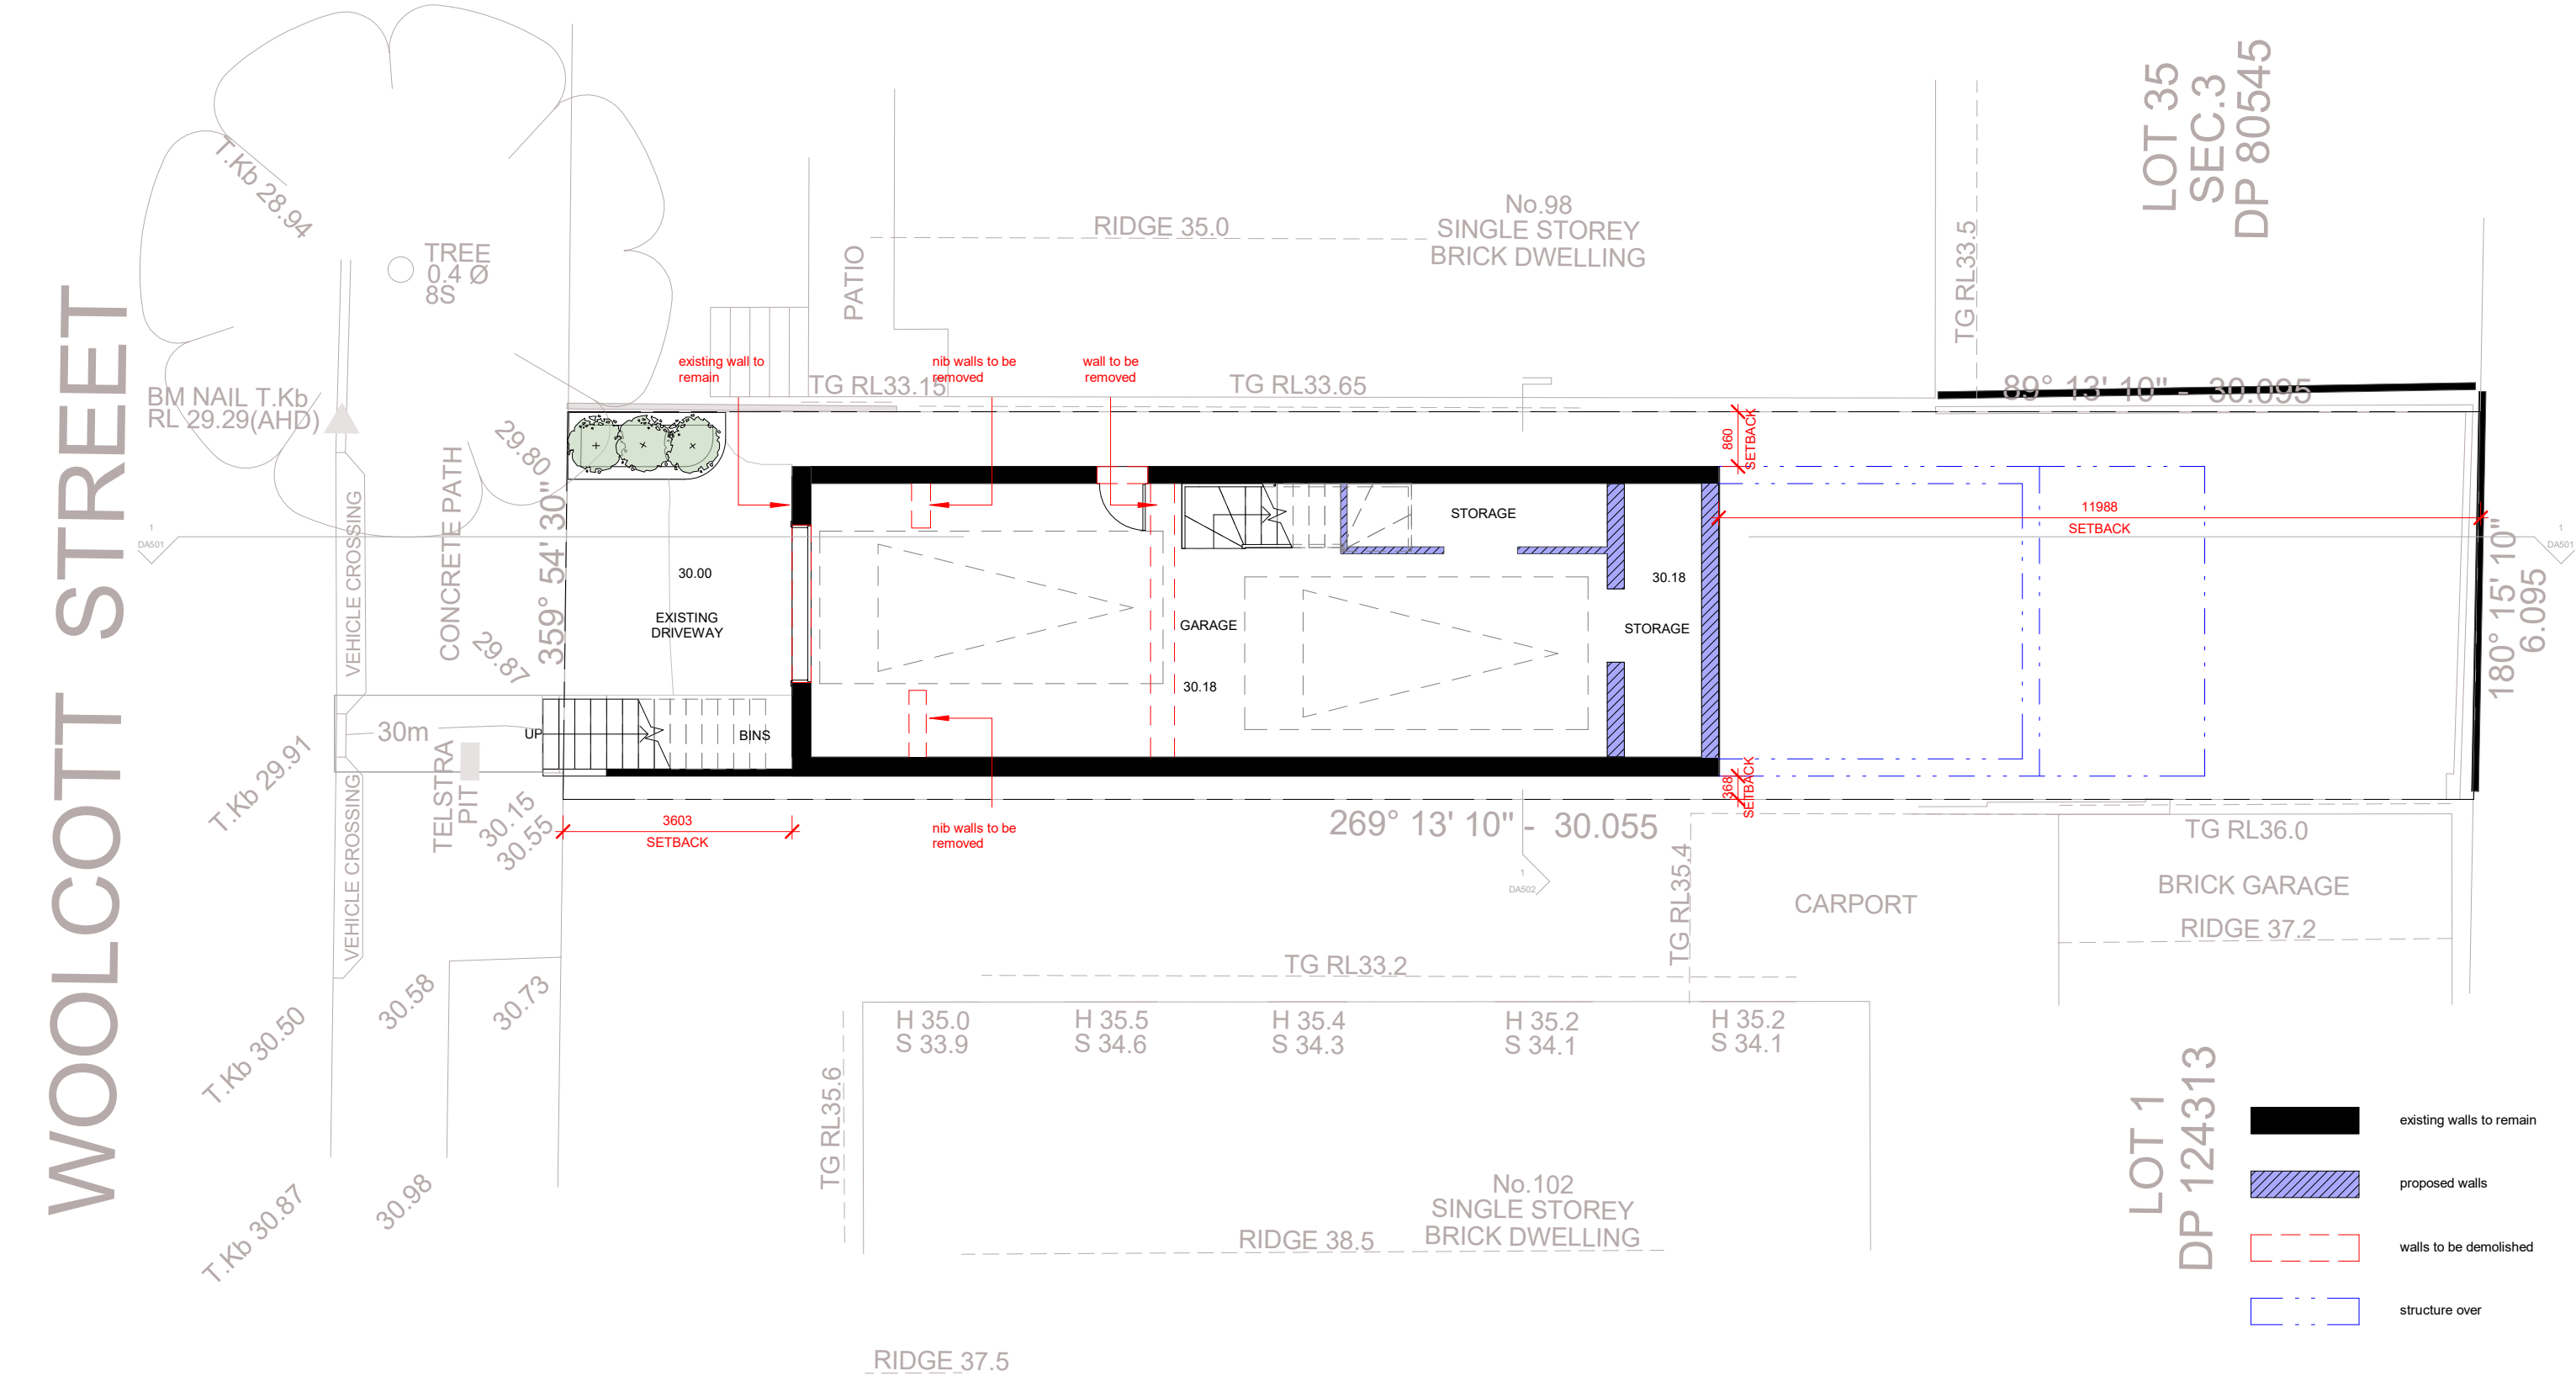 WOOLCOTT STREET
T.Kb 28.94
TREE
0.4 Ø
8S
BM NAIL T.Kb
RL 29.29(AHD)
VEHICLE CROSSING
CONCRETE PATH
29.80
359° 54' 30"
29.87
30m
TELSTRA
PIT
T.Kb 29.91
VEHICLE CROSSING
30.15
30.55
T.Kb 30.50
30.58
30.73
T.Kb 30.87
30.98
1
DA501
PATIO
RIDGE 35.0
No.98
SINGLE STOREY
BRICK DWELLING
TG RL33.5
LOT 35
SEC.3
DP 80545
existing wall to
remain
nib walls to be
removed
wall to be
removed
TG RL33.15
TG RL33.65
89° 13' 10" - 30.095
860
SETBACK
11988
SETBACK
STORAGE
30.00
EXISTING
DRIVEWAY
GARAGE
30.18
30.18
STORAGE
UP
BINS
1
DA501
180° 15' 10"
6.095
3603
SETBACK
nib walls to be
removed
368
SETBACK
269° 13' 10" - 30.055
1
DA502
TG RL35.4
CARPORT
TG RL36.0
BRICK GARAGE
RIDGE 37.2
TG RL33.2
H 35.0
S 33.9
H 35.5
S 34.6
H 35.4
S 34.3
H 35.2
S 34.1
H 35.2
S 34.1
TG RL35.6
No.102
SINGLE STOREY
BRICK DWELLING
RIDGE 38.5
RIDGE 37.5
LOT 1
DP 124313
existing walls to remain
proposed walls
walls to be demolished
structure over